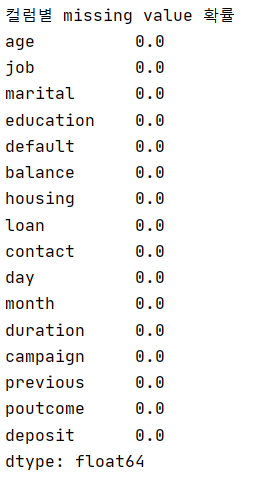 컬럼별 missing value 확률
age          0.0
job          0.0
marital      0.0
education    0.0
default      0.0
balance      0.0
housing      0.0
loan         0.0
contact      0.0
day          0.0
month        0.0
duration     0.0
campaign     0.0
previous     0.0
poutcome     0.0
deposit      0.0
dtype: float64